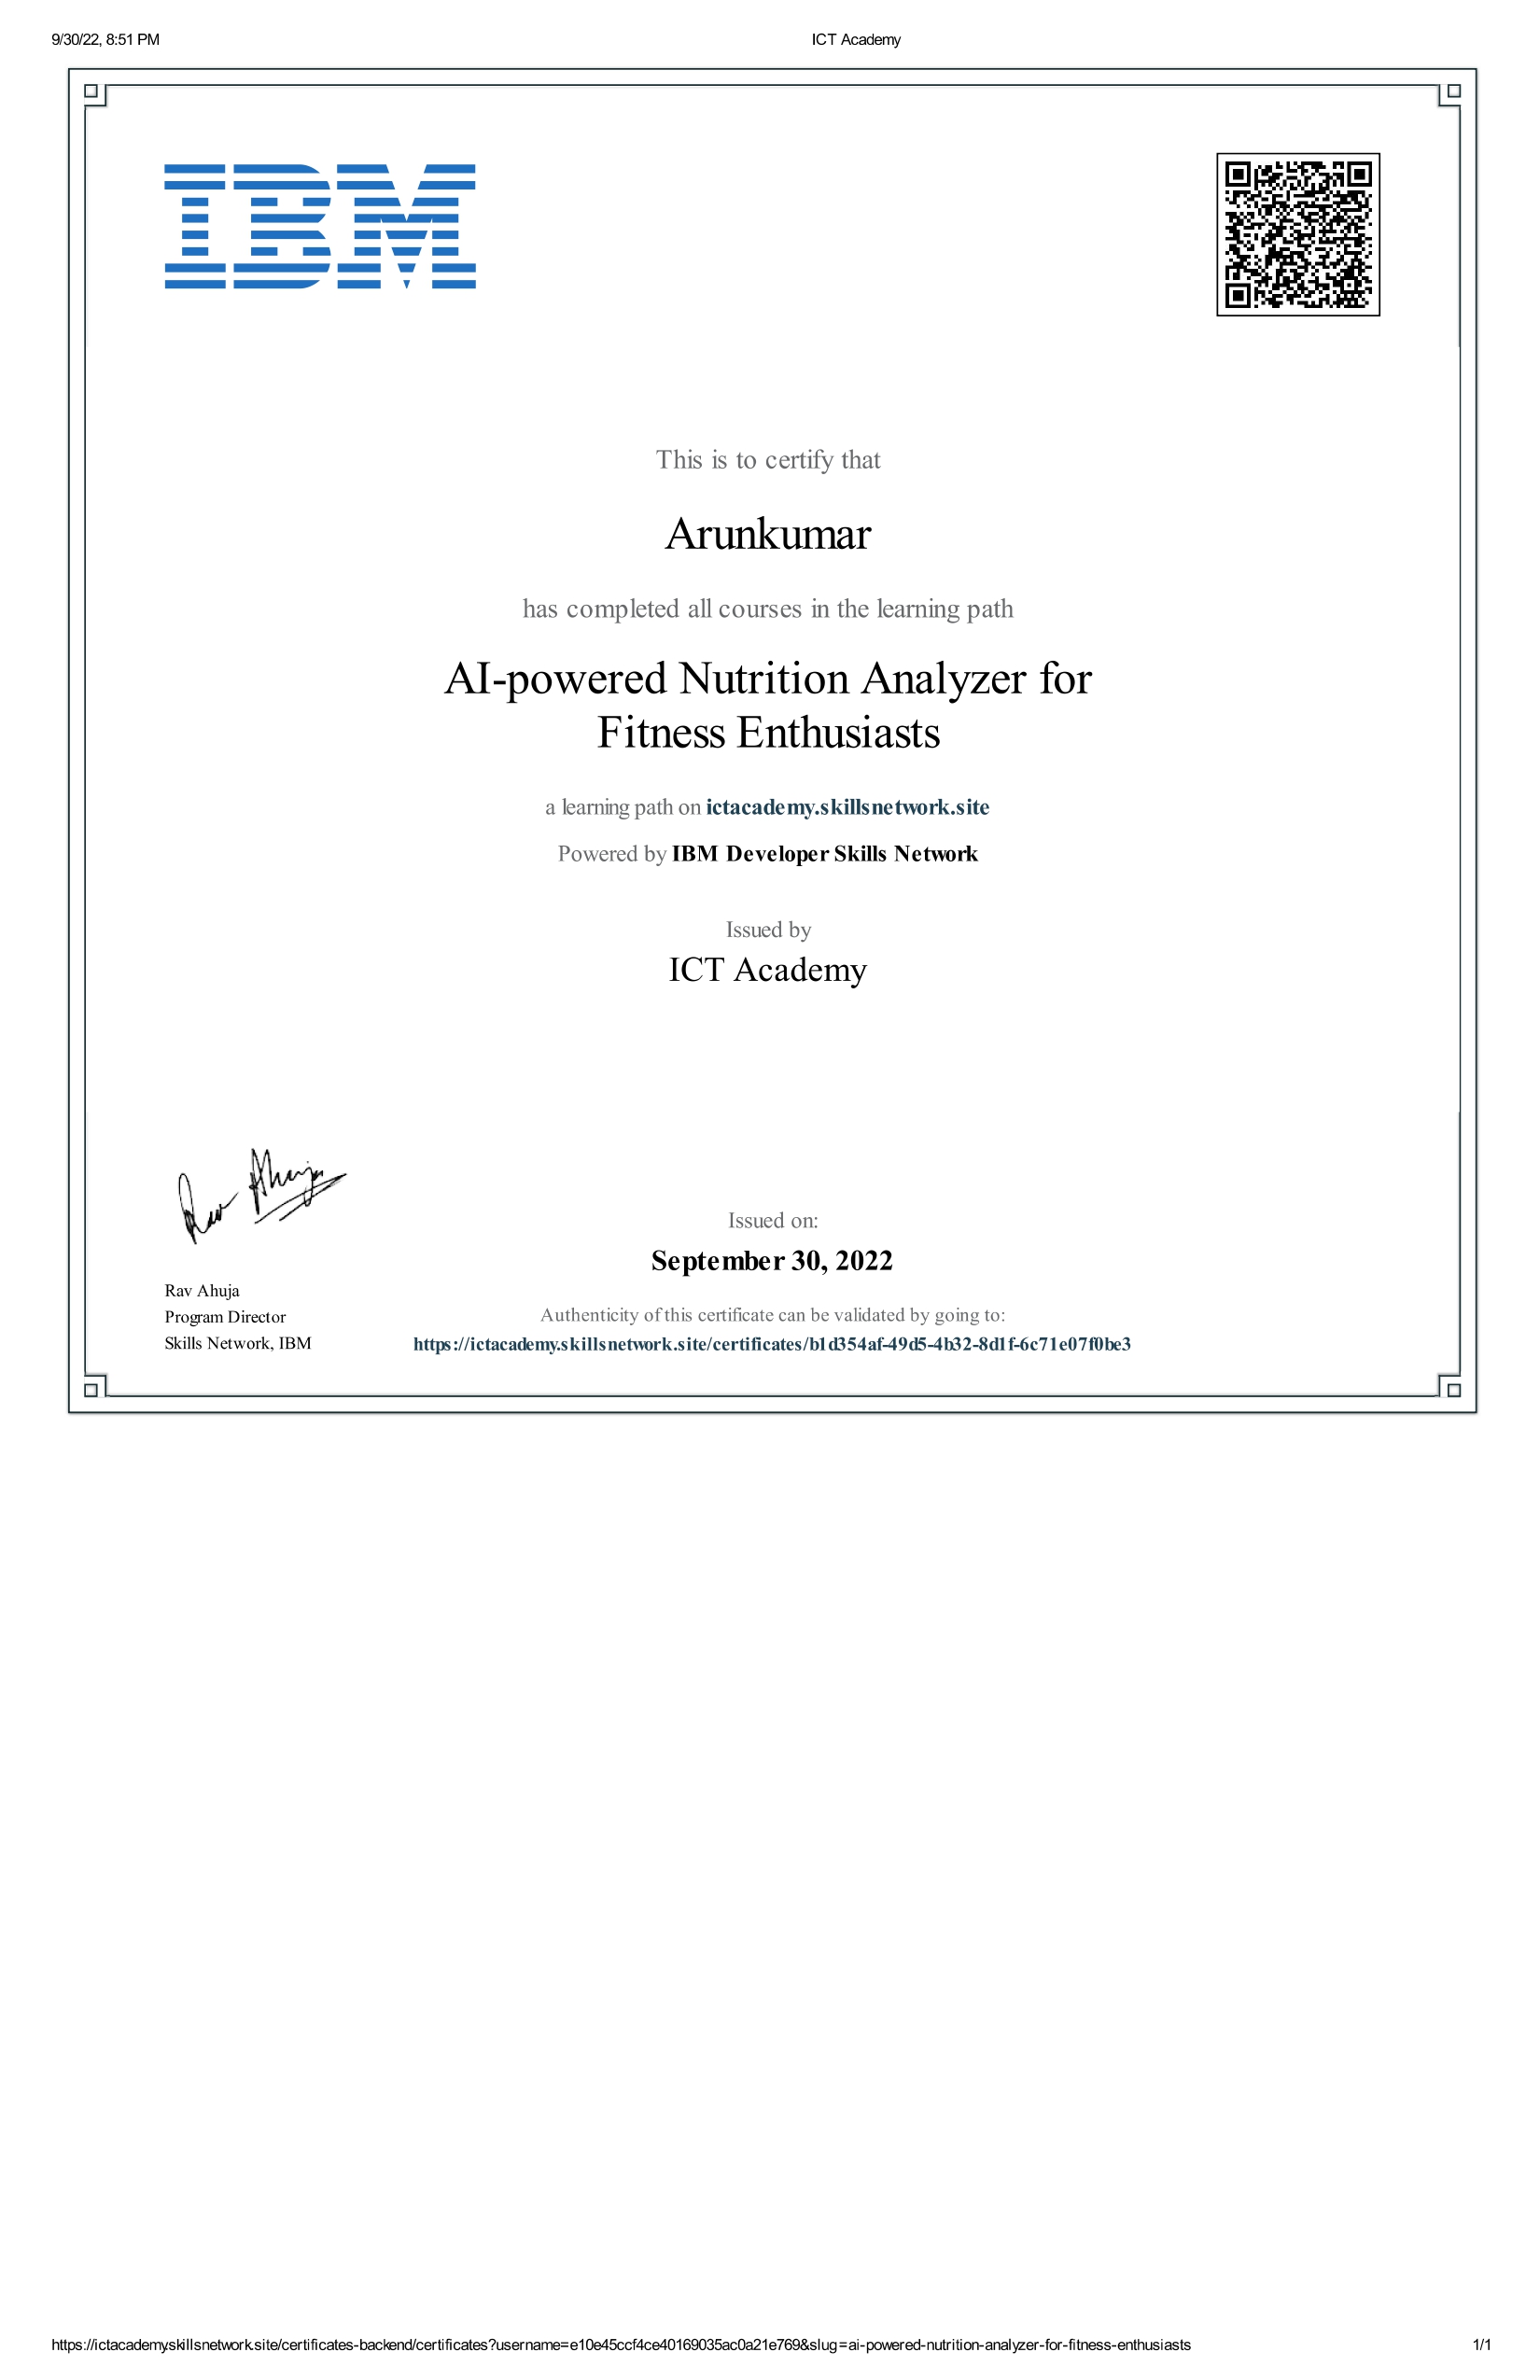 9/30/22, 8:51 PM
ICT Academy
IBM
This is to certify that
Arunkumar
has completed all courses in the learning path
AI-powered Nutrition Analyzer for
Fitness Enthusiasts
a learning path on ictacademy.skillsnetwork.site
Powered by IBM Developer Skills Network
Issued by
ICT Academy
Rav Ahuja
Issued on:
September 30, 2022
Rav Ahuja
Program Director
Skills Network, IBM
Authenticity of this certificate can be validated by going to:
https://ictacademy.skillsnetwork.site/certificates/b1d354af-49d5-4b32-8d1f-6c71e07f0be3
https://ictacademy.skillsnetwork.site/certificates-backend/certificates?username=e10e45ccf4ce40169035ac0a21e769&slug=ai-powered-nutrition-analyzer-for-fitness-enthusiasts
1/1